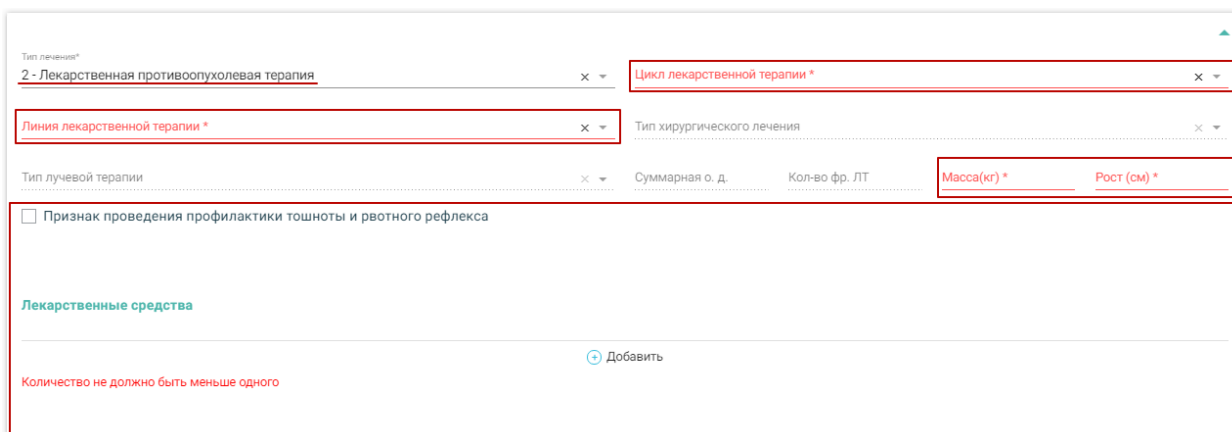 Тип лечения*
2 - Лекарственная противоопухолевая терапия
Цикл лекарственной терапии *
Линия лекарственной терапии *
Тип хирургического лечения
Тип лучевой терапии
Суммарная о. д.
Кол-во фр. ЛТ
Масса(кг) *
Рост (см) *
Признак проведения профилактики тошноты и рвотного рефлекса
Лекарственные средства
Добавить
Количество не должно быть меньше одного